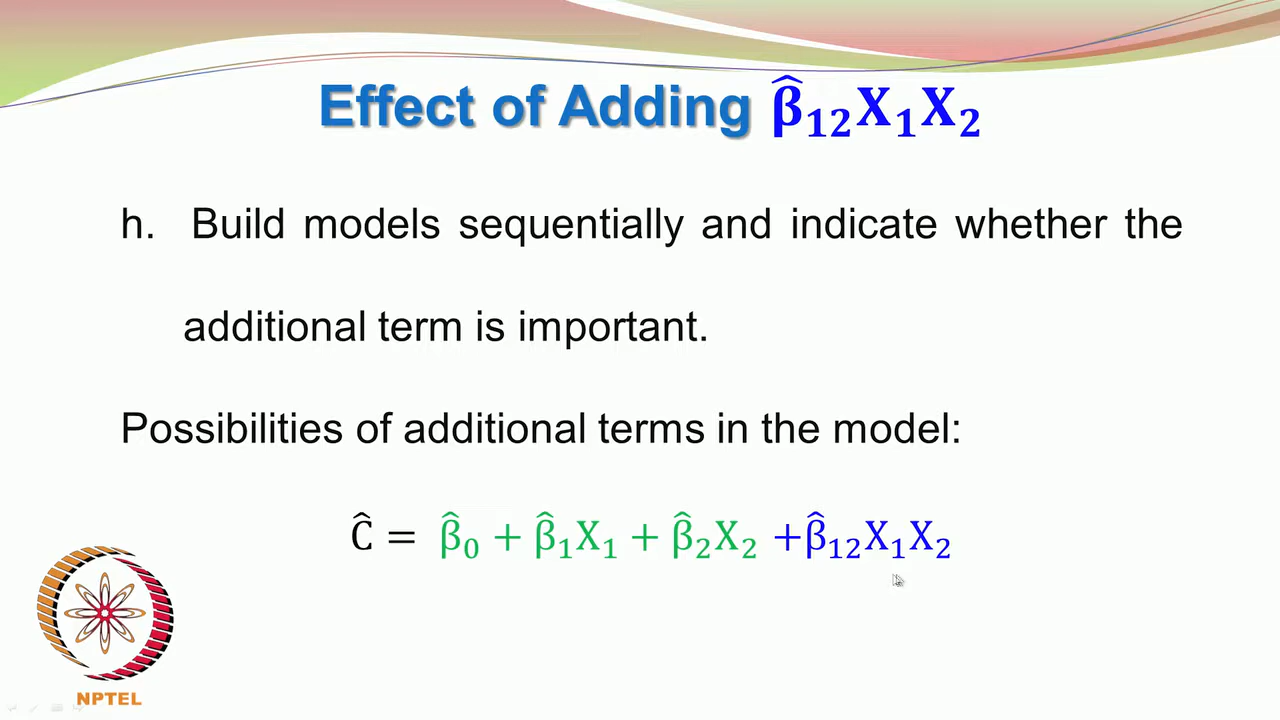 Effect of Adding β̂₁₂X₁X₂
h. Build models sequentially and indicate whether the
additional term is important.
Possibilities of additional terms in the model:
Ĉ = β̂₀ + β̂₁X₁ + β̂₂X₂ +β̂₁₂X₁X₂
NPTEL